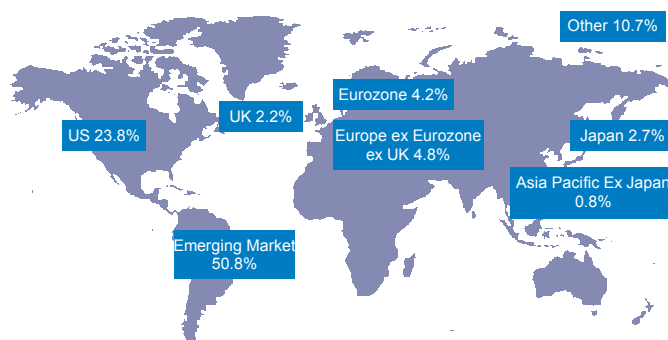 Other 10.7%
Eurozone 4.2%
UK 2.2%
US 23.8%
Europe ex Eurozone
ex UK 4.8%
Japan 2.7%
Asia Pacific Ex Japan
0.8%
Emerging Market
50.8%